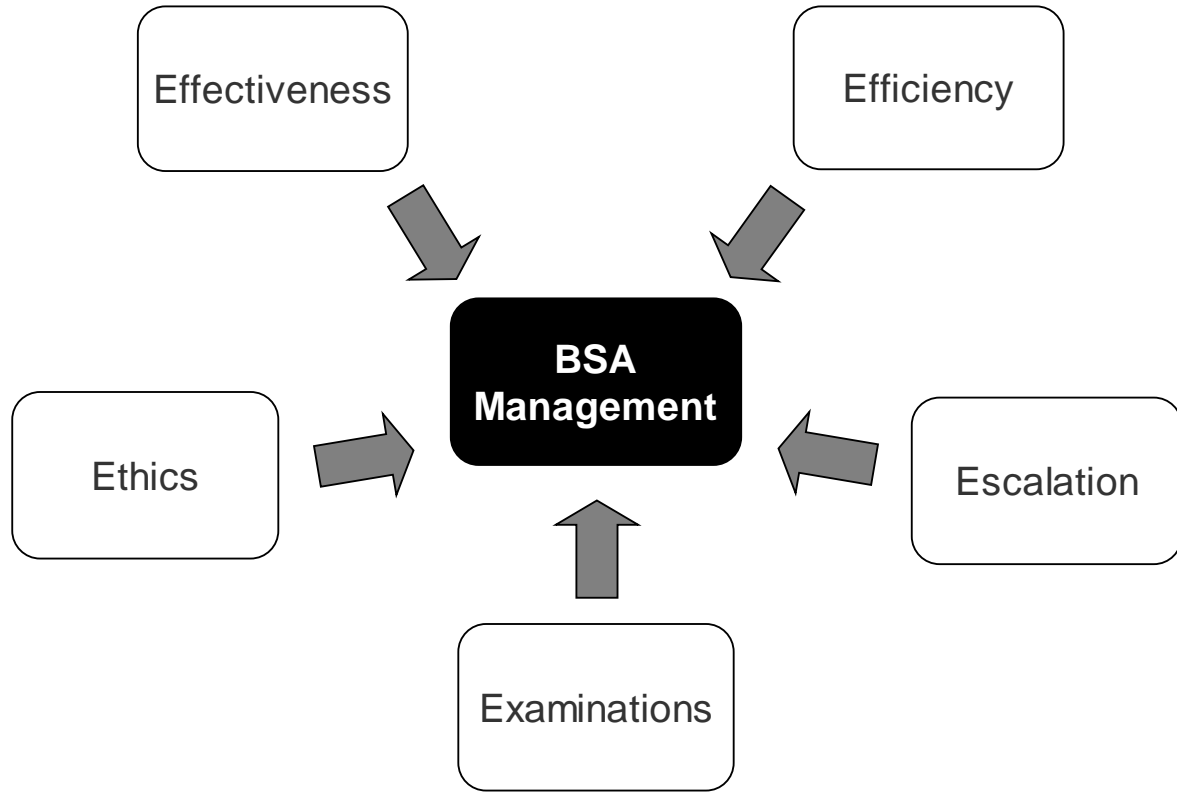 Effectiveness
Efficiency
BSA
Management
Ethics
Escalation
Examinations